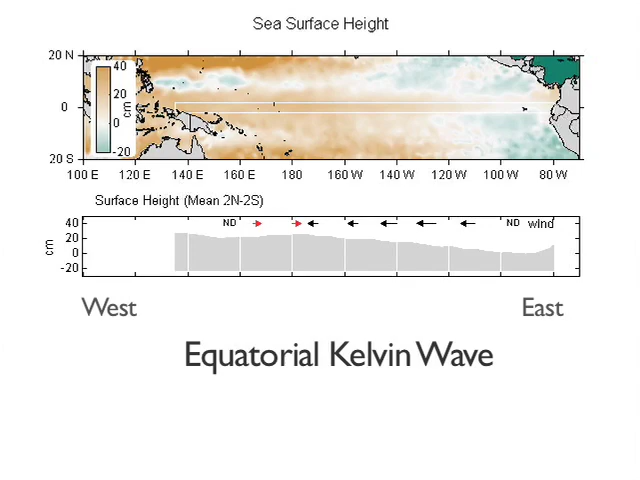 Sea Surface Height
20 N
0
20 S
40
20
0
-20
cm
100 E 120 E 140 E 160 E 180 E 160 W 140 W 120 W 100 W 80 W
Surface Height (Mean 2N-2S)
40
20
0
-20
cm
ND ND wind
West East
Equatorial Kelvin Wave